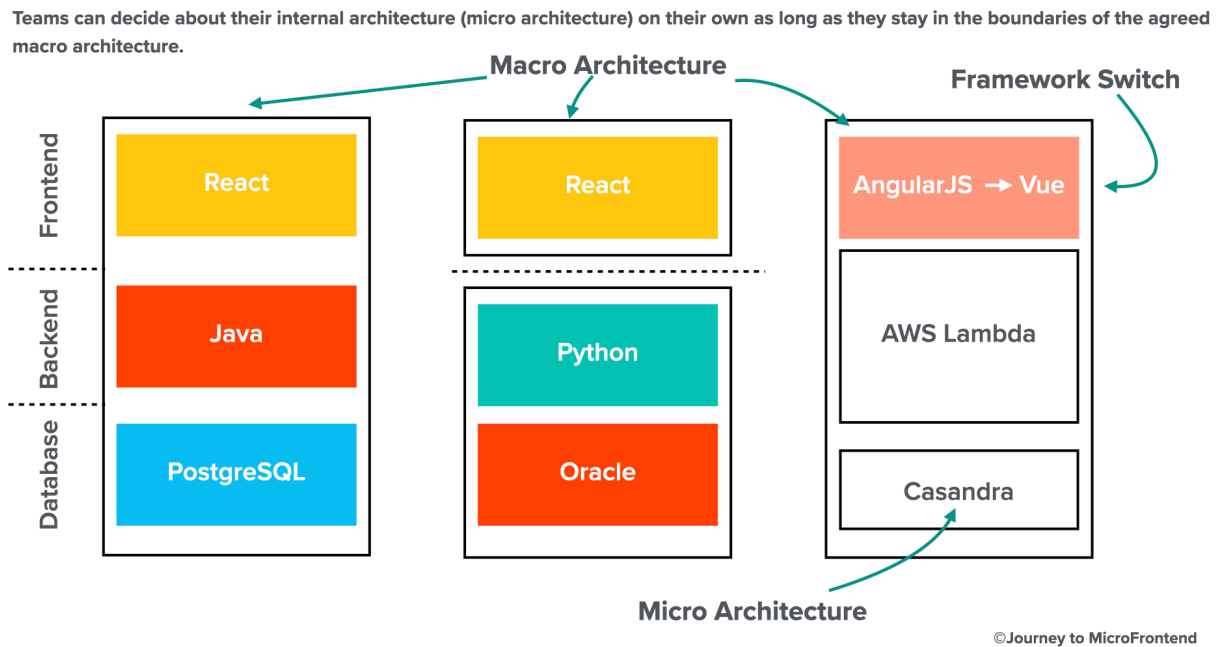 Teams can decide about their internal architecture (micro architecture) on their own as long as they stay in the boundaries of the agreed
macro architecture.
Macro Architecture
Framework Switch
Frontend
React
React
AngularJS → Vue
Backend
Java
Python
AWS Lambda
Database
PostgreSQL
Oracle
Casandra
Micro Architecture
©Journey to MicroFrontend